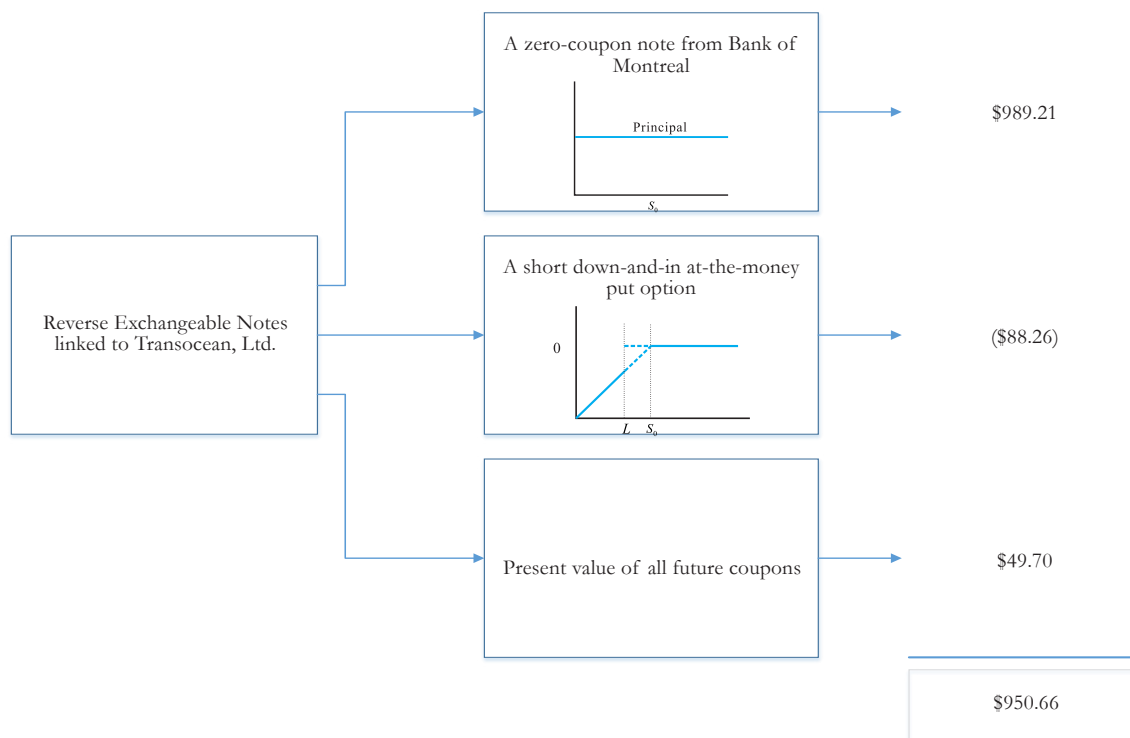 A zero-coupon note from Bank of
Montreal
Principal
S₀
$989.21
Reverse Exchangeable Notes
linked to Transocean, Ltd.
A short down-and-in at-the-money
put option
0
L S₀
($88.26)
Present value of all future coupons
$49.70
$950.66